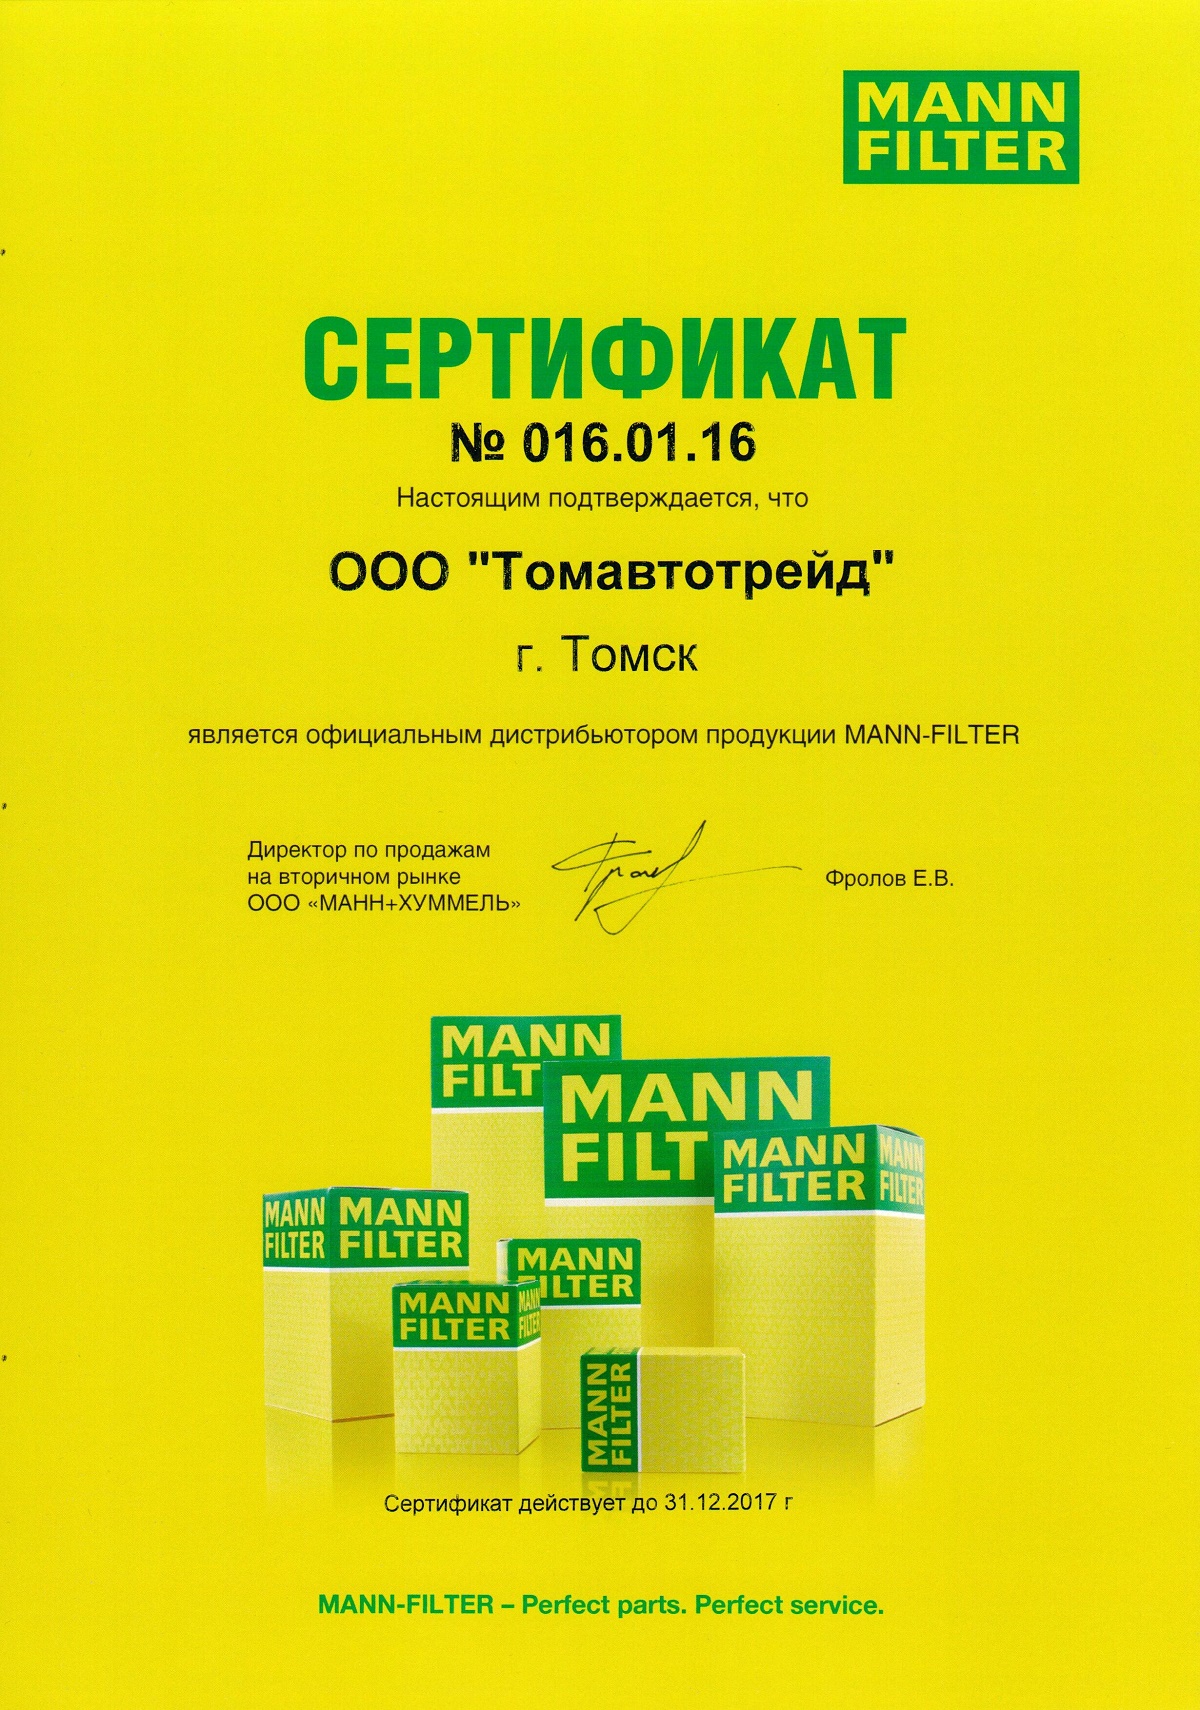 MANN
FILTER
СЕРТИФИКАТ
№ 016.01.16
Настоящим подтверждается, что
ООО "Томавтотрейд"
г. Томск
является официальным дистрибьютором продукции MANN-FILTER
Директор по продажам
на вторичном рынке
ООО «МАНН+ХУММЕЛЬ»
Фролов Е.В.
MANN
FILT
MANN
FILT
MANN
FILTER
MANN
FILTER
MANN
FILTER
MANN
FILTER
MANN
FILTER
MANN
FILTER
MANN
FILTER
MANN
FILTER
Сертификат действует до 31.12.2017 г
MANN-FILTER – Perfect parts. Perfect service.